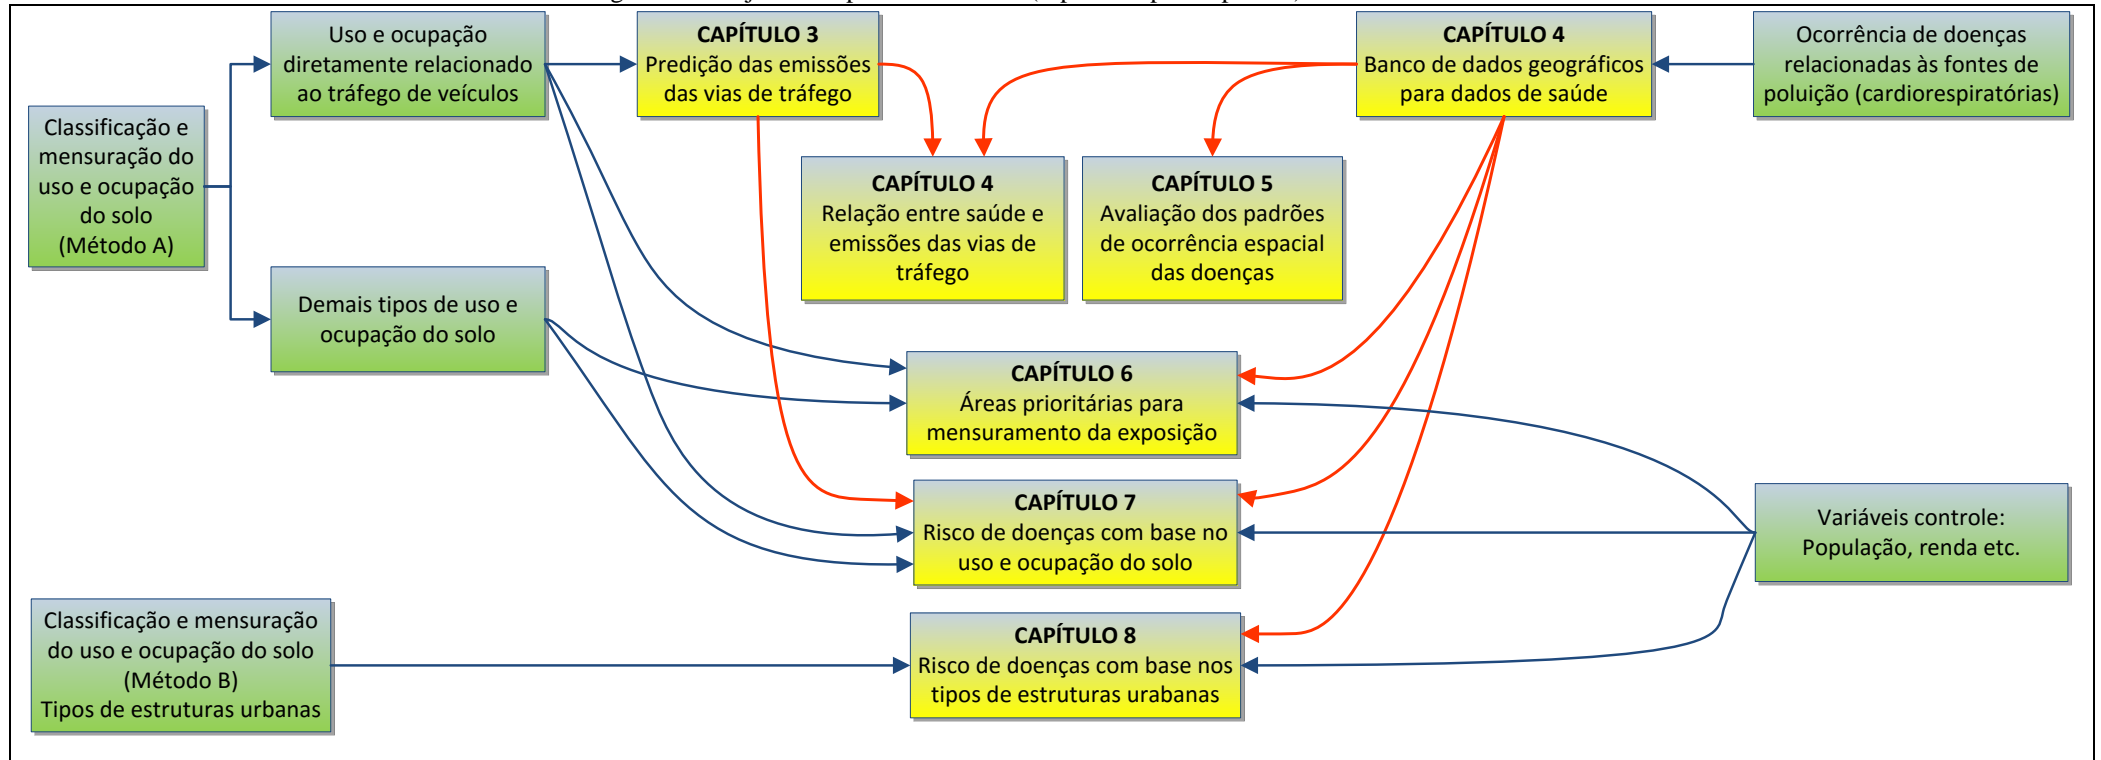 Uso e ocupação
diretamente relacionado
ao tráfego de veículos
CAPÍTULO 3
Predição das emissões
das vias de tráfego
CAPÍTULO 4
Banco de dados geográficos
para dados de saúde
Ocorrência de doenças
relacionadas às fontes de
poluição (cardiorespiratórias)
Classificação e
mensuração do
uso e ocupação
do solo
(Método A)
CAPÍTULO 4
Relação entre saúde e
emissões das vias de
tráfego
CAPÍTULO 5
Avaliação dos padrões
de ocorrência espacial
das doenças
Demais tipos de uso e
ocupação do solo
CAPÍTULO 6
Áreas prioritárias para
mensuramento da exposição
CAPÍTULO 7
Risco de doenças com base no
uso e ocupação do solo
Variáveis controle:
População, renda etc.
Classificação e mensuração
do uso e ocupação do solo
(Método B)
Tipos de estruturas urbanas
CAPÍTULO 8
Risco de doenças com base nos
tipos de estruturas urabanas